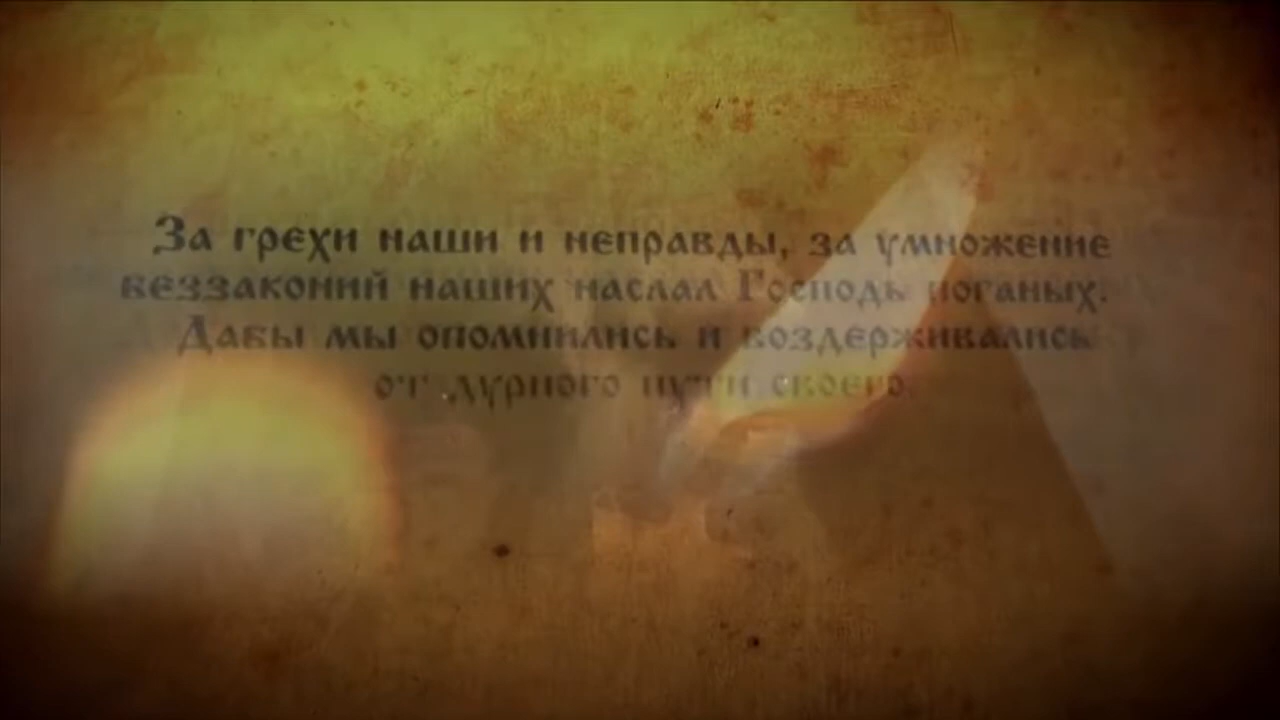 За грехи наши и неправды, за умножение
беззаконий наших наслал Господь поганых.
Дабы мы опомнились и воздерживались
от дурного пути своего.